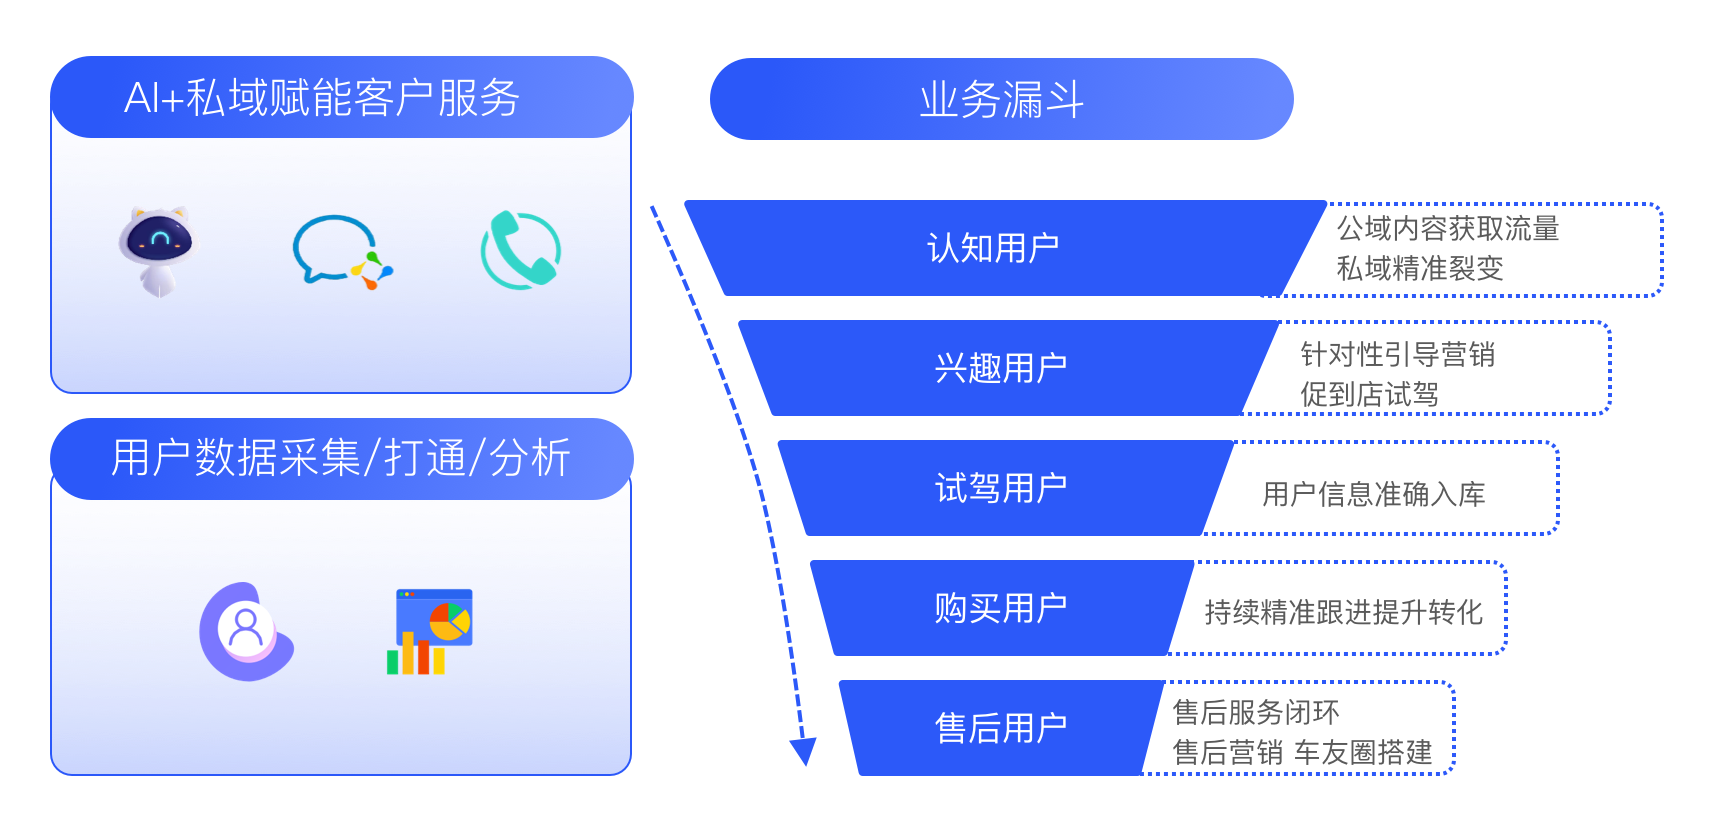 AI+私域赋能客户服务
用户数据采集/打通/分析
业务漏斗
认知用户
公域内容获取流量
私域精准裂变
兴趣用户
针对性引导营销
促到店试驾
试驾用户
用户信息准确入库
购买用户
持续精准跟进提升转化
售后用户
售后服务闭环
售后营销 车友圈搭建